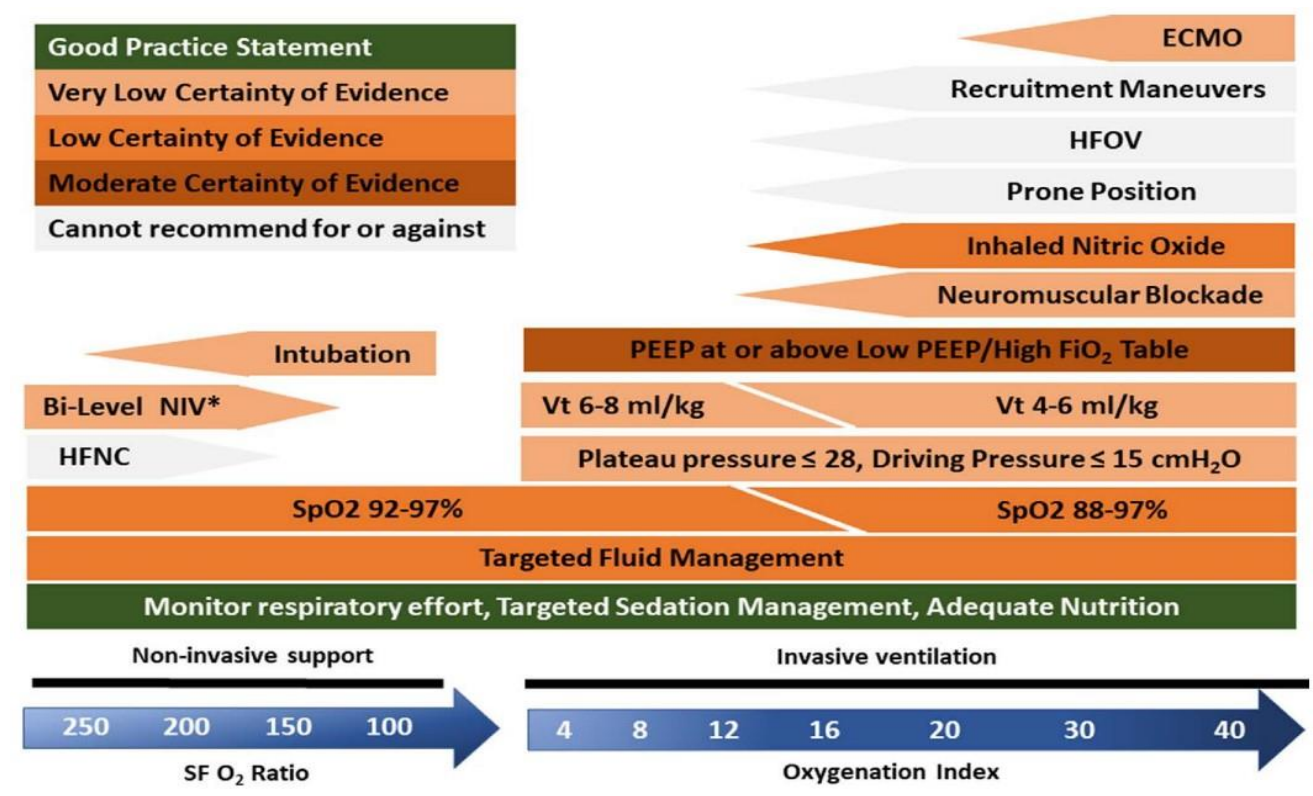 Good Practice Statement
Very Low Certainty of Evidence
Low Certainty of Evidence
Moderate Certainty of Evidence
Cannot recommend for or against
ECMO
Recruitment Maneuvers
HFOV
Prone Position
Inhaled Nitric Oxide
Neuromuscular Blockade
Intubation
PEEP at or above Low PEEP/High FiO₂ Table
Bi-Level NIV*
Vt 6-8 ml/kg
Vt 4-6 ml/kg
HFNC
Plateau pressure ≤ 28, Driving Pressure ≤ 15 cmH₂O
SpO2 92-97%
SpO2 88-97%
Targeted Fluid Management
Monitor respiratory effort, Targeted Sedation Management, Adequate Nutrition
Non-invasive support
Invasive ventilation
250 200 150 100
4 8 12 16 20 30 40
SF O₂ Ratio
Oxygenation Index